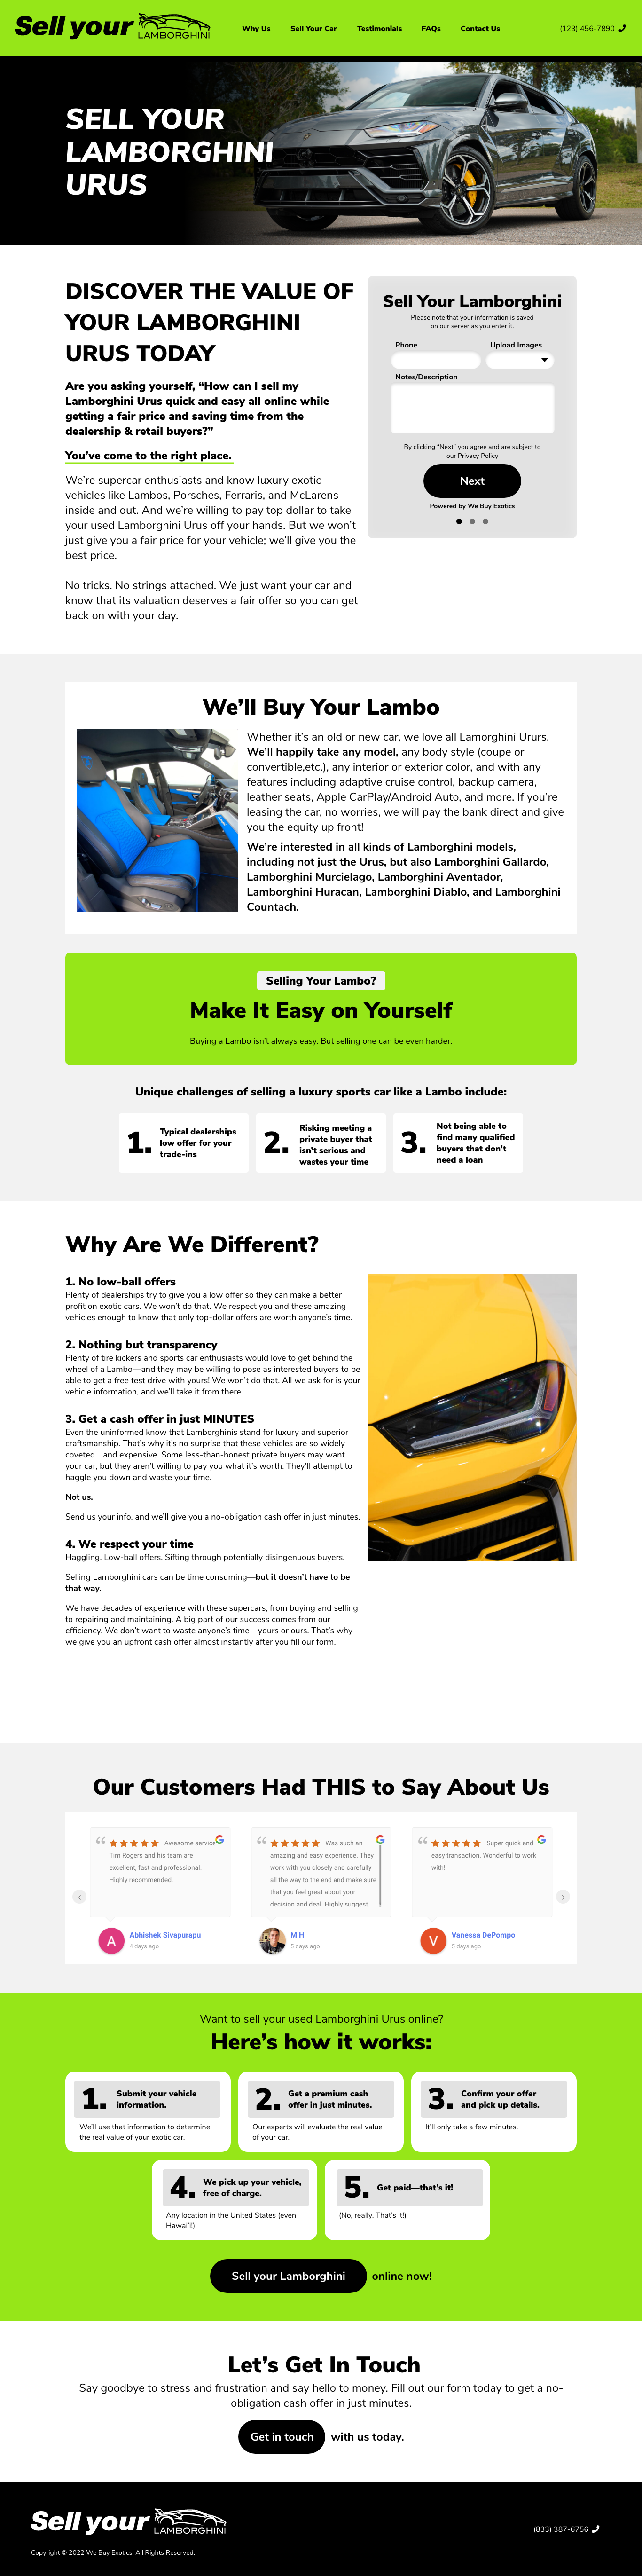 Sell your
LAMBORGHINI
Why Us
Sell Your Car
Testimonials
FAQs
Contact Us
(123) 456-7890
SELL YOUR
LAMBORGHINI
URUS
DISCOVER THE VALUE OF
YOUR LAMBORGHINI
URUS TODAY
Are you asking yourself, “How can I sell my
Lamborghini Urus quick and easy all online while
getting a fair price and saving time from the
dealership & retail buyers?”
You’ve come to the right place.
We’re supercar enthusiasts and know luxury exotic
vehicles like Lambos, Porsches, Ferraris, and McLarens
inside and out. And we’re willing to pay top dollar to take
your used Lamborghini Urus off your hands. But we won’t
just give you a fair price for your vehicle; we’ll give you the
best price.
No tricks. No strings attached. We just want your car and
know that its valuation deserves a fair offer so you can get
back on with your day.
Sell Your Lamborghini
Please note that your information is saved
on our server as you enter it.
Phone
Upload Images
Notes/Description
By clicking “Next” you agree and are subject to
our Privacy Policy
Next
Powered by We Buy Exotics
We’ll Buy Your Lambo
Whether it’s an old or new car, we love all Lamorghini Ururs.
We’ll happily take any model, any body style (coupe or
convertible,etc.), any interior or exterior color, and with any
features including adaptive cruise control, backup camera,
leather seats, Apple CarPlay/Android Auto, and more. If you’re
leasing the car, no worries, we will pay the bank direct and give
you the equity up front!
We’re interested in all kinds of Lamborghini models,
including not just the Urus, but also Lamborghini Gallardo,
Lamborghini Murcielago, Lamborghini Aventador,
Lamborghini Huracan, Lamborghini Diablo, and Lamborghini
Countach.
Selling Your Lambo?
Make It Easy on Yourself
Buying a Lambo isn’t always easy. But selling one can be even harder.
Unique challenges of selling a luxury sports car like a Lambo include:
1.
Typical dealerships
low offer for your
trade-ins
2.
Risking meeting a
private buyer that
isn't serious and
wastes your time
3.
Not being able to
find many qualified
buyers that don't
need a loan
Why Are We Different?
1. No low-ball offers
Plenty of dealerships try to give you a low offer so they can make a better
profit on exotic cars. We won’t do that. We respect you and these amazing
vehicles enough to know that only top-dollar offers are worth anyone’s time.
2. Nothing but transparency
Plenty of tire kickers and sports car enthusiasts would love to get behind the
wheel of a Lambo—and they may be willing to pose as interested buyers to be
able to get a free test drive with yours! We won’t do that. All we ask for is your
vehicle information, and we’ll take it from there.
3. Get a cash offer in just MINUTES
Even the uninformed know that Lamborghinis stand for luxury and superior
craftsmanship. That’s why it’s no surprise that these vehicles are so widely
coveted... and expensive. Some less-than-honest private buyers may want
your car, but they aren’t willing to pay you what it’s worth. They’ll attempt to
haggle you down and waste your time.
Not us.
Send us your info, and we’ll give you a no-obligation cash offer in just minutes.
4. We respect your time
Haggling. Low-ball offers. Sifting through potentially disingenuous buyers.
Selling Lamborghini cars can be time consuming—but it doesn’t have to be
that way.
We have decades of experience with these supercars, from buying and selling
to repairing and maintaining. A big part of our success comes from our
efficiency. We don’t want to waste anyone’s time—yours or ours. That’s why
we give you an upfront cash offer almost instantly after you fill our form.
Our Customers Had THIS to Say About Us
Awesome service
Tim Rogers and his team are
excellent, fast and professional.
Highly recommended.
A
Abhishek Sivapurapu
4 days ago
Was such an
amazing and easy experience. They
work with you closely and carefully
all the way to the end and make sure
that you feel great about your
decision and deal. Highly suggest.
M H
5 days ago
Super quick and
easy transaction. Wonderful to work
with!
V
Vanessa DePompo
5 days ago
Want to sell your used Lamborghini Urus online?
Here’s how it works:
1.
Submit your vehicle
information.
We’ll use that information to determine
the real value of your exotic car.
2.
Get a premium cash
offer in just minutes.
Our experts will evaluate the real value
of your car.
3.
Confirm your offer
and pick up details.
It’ll only take a few minutes.
4.
We pick up your vehicle,
free of charge.
Any location in the United States (even
Hawai’i!).
5.
Get paid—that’s it!
(No, really. That’s it!)
Sell your Lamborghini
online now!
Let’s Get In Touch
Say goodbye to stress and frustration and say hello to money. Fill out our form today to get a no-
obligation cash offer in just minutes.
Get in touch
with us today.
Sell your
LAMBORGHINI
(833) 387-6756
Copyright © 2022 We Buy Exotics. All Rights Reserved.